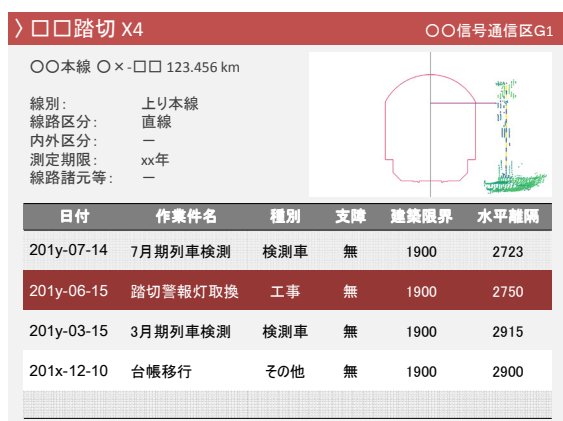 〉□□踏切 X4
〇〇信号通信区G1
〇〇本線 〇×-□□ 123.456 km
線別: 上り本線
線路区分: 直線
内外区分: ー
測定期限: xx年
線路諸元等: ー
日付 作業件名 種別 支障 建築限界 水平離隔
201y-07-14 7月期列車検測 検測車 無 1900 2723
201y-06-15 踏切警報灯取換 工事 無 1900 2750
201y-03-15 3月期列車検測 検測車 無 1900 2915
201x-12-10 台帳移行 その他 無 1900 2900